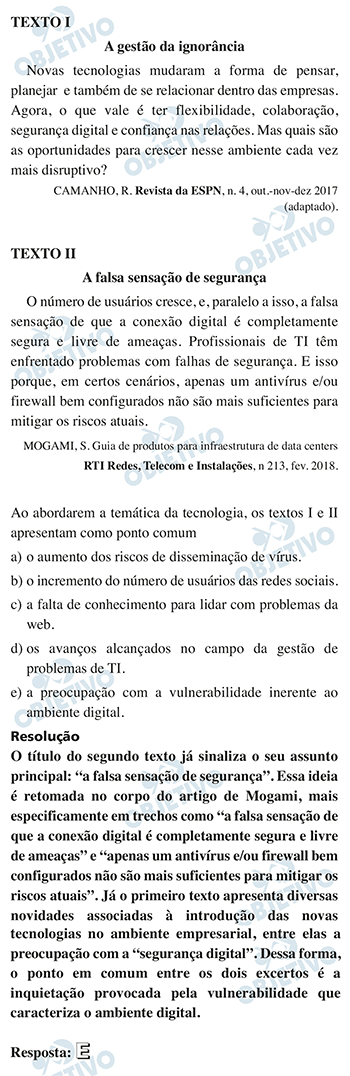 TEXTO I
A gestão da ignorância
Novas tecnologias mudaram a forma de pensar,
planejar e também de se relacionar dentro das empresas.
Agora, o que vale é ter flexibilidade, colaboração,
segurança digital e confiança nas relações. Mas quais são
as oportunidades para crescer nesse ambiente cada vez
mais disruptivo?
CAMANHO, R. Revista da ESPN, n. 4, out.-nov-dez 2017
(adaptado).
TEXTO II
A falsa sensação de segurança
O número de usuários cresce, e, paralelo a isso, a falsa
sensação de que a conexão digital é completamente
segura e livre de ameaças. Profissionais de TI têm
enfrentado problemas com falhas de segurança. E isso
porque, em certos cenários, apenas um antivírus e/ou
firewall bem configurados não são mais suficientes para
mitigar os riscos atuais.
MOGAMI, S. Guia de produtos para infraestrutura de data centers
RTI Redes, Telecom e Instalações, n 213, fev. 2018.
Ao abordarem a temática da tecnologia, os textos I e II
apresentam como ponto comum
a) o aumento dos riscos de disseminação de vírus.
b) o incremento do número de usuários das redes sociais.
c) a falta de conhecimento para lidar com problemas da
web.
d) os avanços alcançados no campo da gestão de
problemas de TI.
e) a preocupação com a vulnerabilidade inerente ao
ambiente digital.
Resolução
O título do segundo texto já sinaliza o seu assunto
principal: “a falsa sensação de segurança”. Essa ideia
é retomada no corpo do artigo de Mogami, mais
especificamente em trechos como “a falsa sensação de
que a conexão digital é completamente segura e livre
de ameaças” e “apenas um antivírus e/ou firewall bem
configurados não são mais suficientes para mitigar os
riscos atuais”. Já o primeiro texto apresenta diversas
novidades associadas à introdução das novas
tecnologias no ambiente empresarial, entre elas a
preocupação com a “segurança digital”. Dessa forma,
o ponto em comum entre os dois excertos é a
inquietação provocada pela vulnerabilidade que
caracteriza o ambiente digital.
Resposta: E